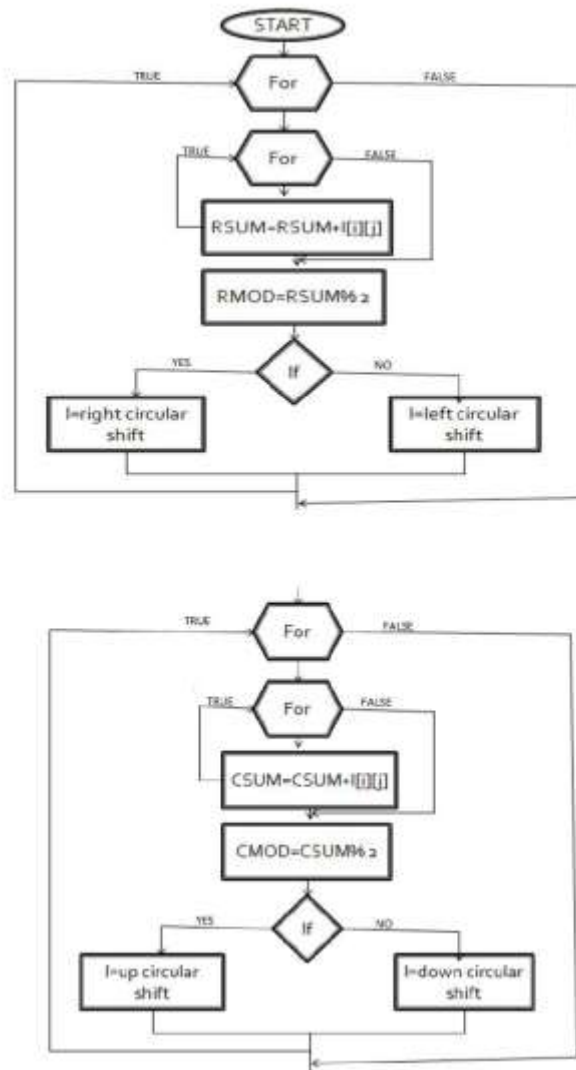 START
TRUE
For
FALSE
TRUE
For
FALSE
RSUM=RSUM+I[i][j]
RMOD=RSUM%2
YES
If
NO
I=right circular
shift
I=left circular
shift
TRUE
For
FALSE
TRUE
For
FALSE
CSUM=CSUM+I[i][j]
CMOD=CSUM%2
YES
If
NO
I=up circular
shift
I=down circular
shift